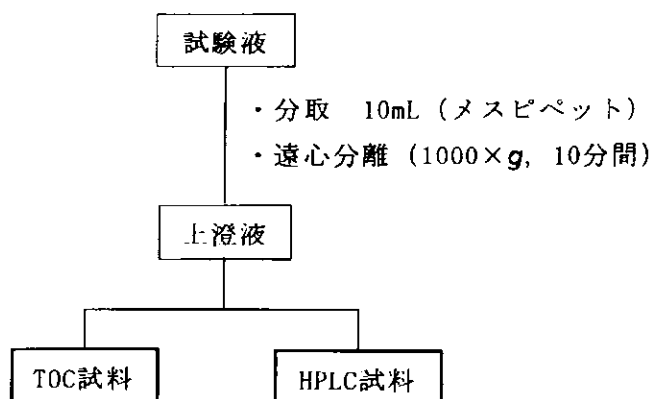 試験液
・分取 10mL (メスピペット)
・遠心分離 (1000×g, 10分間)
上澄液
TOC試料
HPLC試料